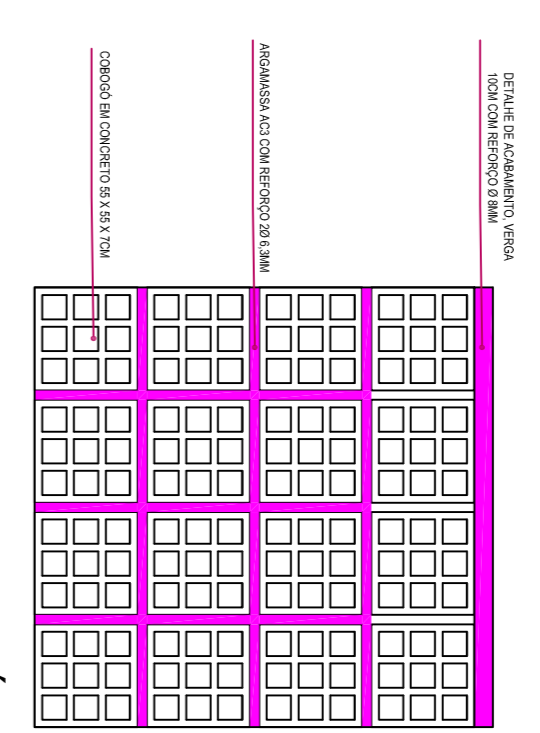 DETALHE DE ACABAMENTO, VERGA
10CM COM REFORÇO Ø 8MM
ARGAMASSA AC3 COM REFORÇO 2Ø 6,3MM
COBOGÓ EM CONCRETO 55 X 55 X 7CM